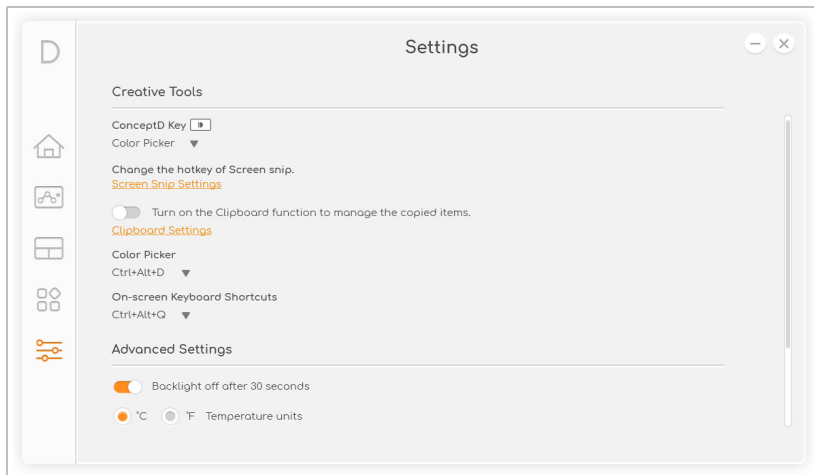 D
Settings
Creative Tools
ConceptD Key
Color Picker
Change the hotkey of Screen snip.
Screen Snip Settings
Turn on the Clipboard function to manage the copied items.
Clipboard Settings
Color Picker
Ctrl+Alt+D
On-screen Keyboard Shortcuts
Ctrl+Alt+Q
Advanced Settings
Backlight off after 30 seconds
°C °F Temperature units